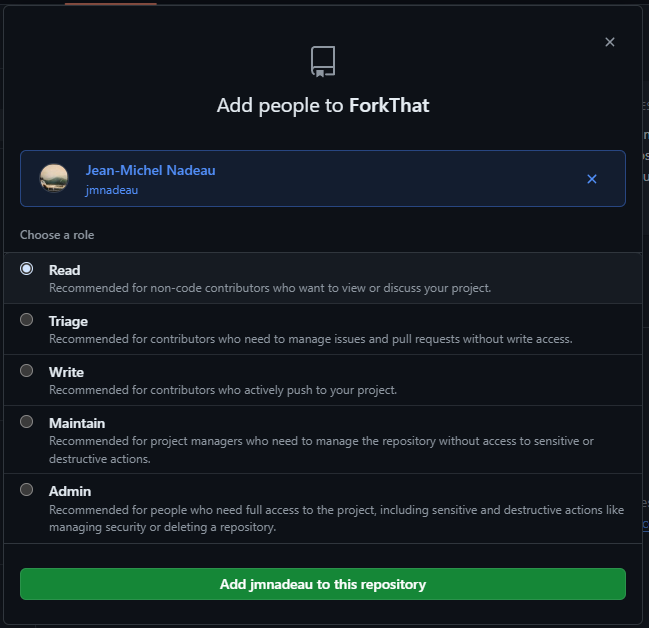 Add people to ForkThat
Jean-Michel Nadeau
jmnadeau
Choose a role
Read
Recommended for non-code contributors who want to view or discuss your project.
Triage
Recommended for contributors who need to manage issues and pull requests without write access.
Write
Recommended for contributors who actively push to your project.
Maintain
Recommended for project managers who need to manage the repository without access to sensitive or
destructive actions.
Admin
Recommended for people who need full access to the project, including sensitive and destructive actions like
managing security or deleting a repository.
Add jmnadeau to this repository